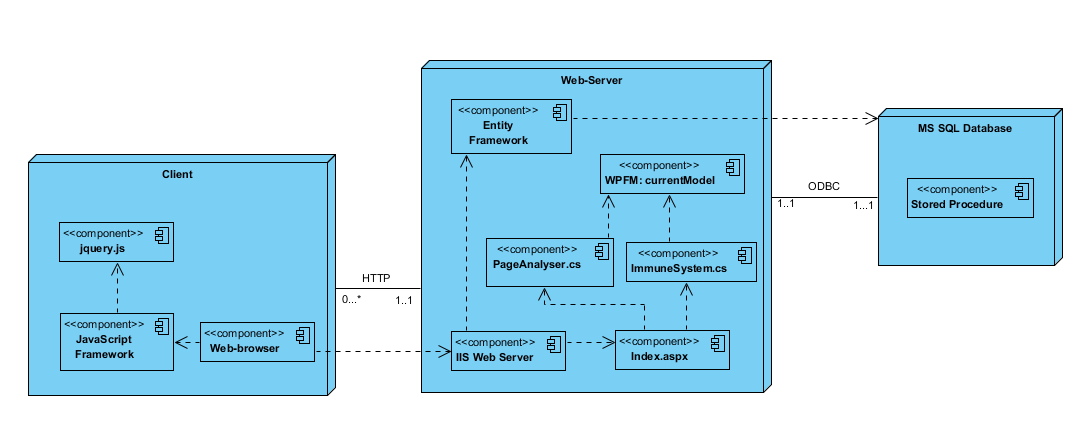 Client
<<component>>
jquery.js
<<component>>
JavaScript
Framework
<<component>>
Web-browser
HTTP
0...*
1..1
Web-Server
<<component>>
Entity
Framework
<<component>>
WPFM: currentModel
<<component>>
PageAnalyser.cs
<<component>>
ImmuneSystem.cs
<<component>>
IIS Web Server
<<component>>
Index.aspx
ODBC
1..1
1...1
MS SQL Database
<<component>>
Stored Procedure